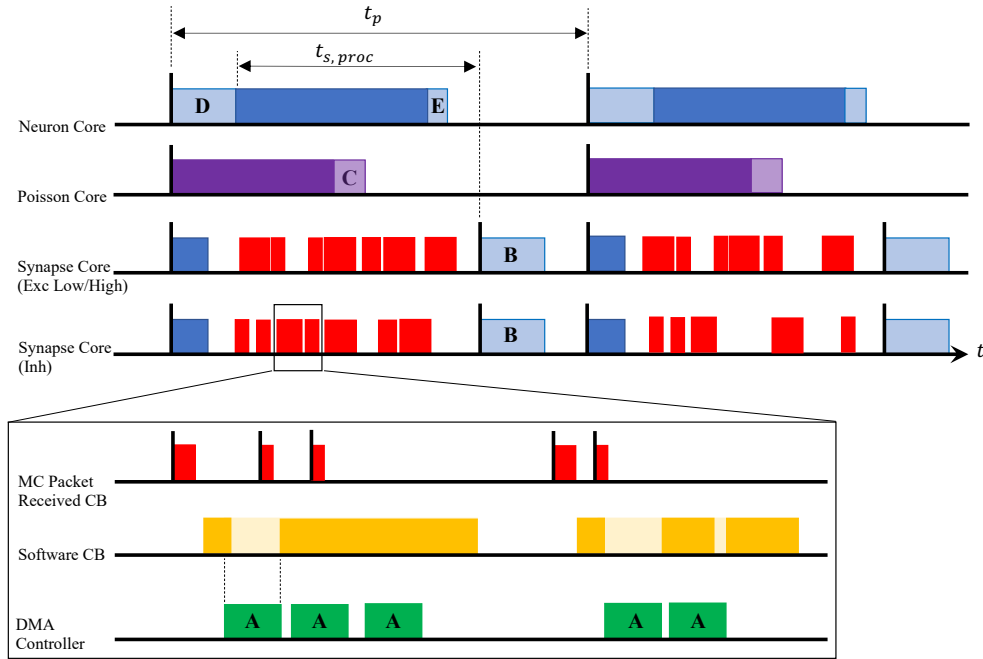 t_p
t_{s, proc}
D
E
Neuron Core
C
Poisson Core
B
Synapse Core
(Exc Low/High)
B
Synapse Core
(Inh)
t
MC Packet
Received CB
Software CB
A A A A A
DMA
Controller